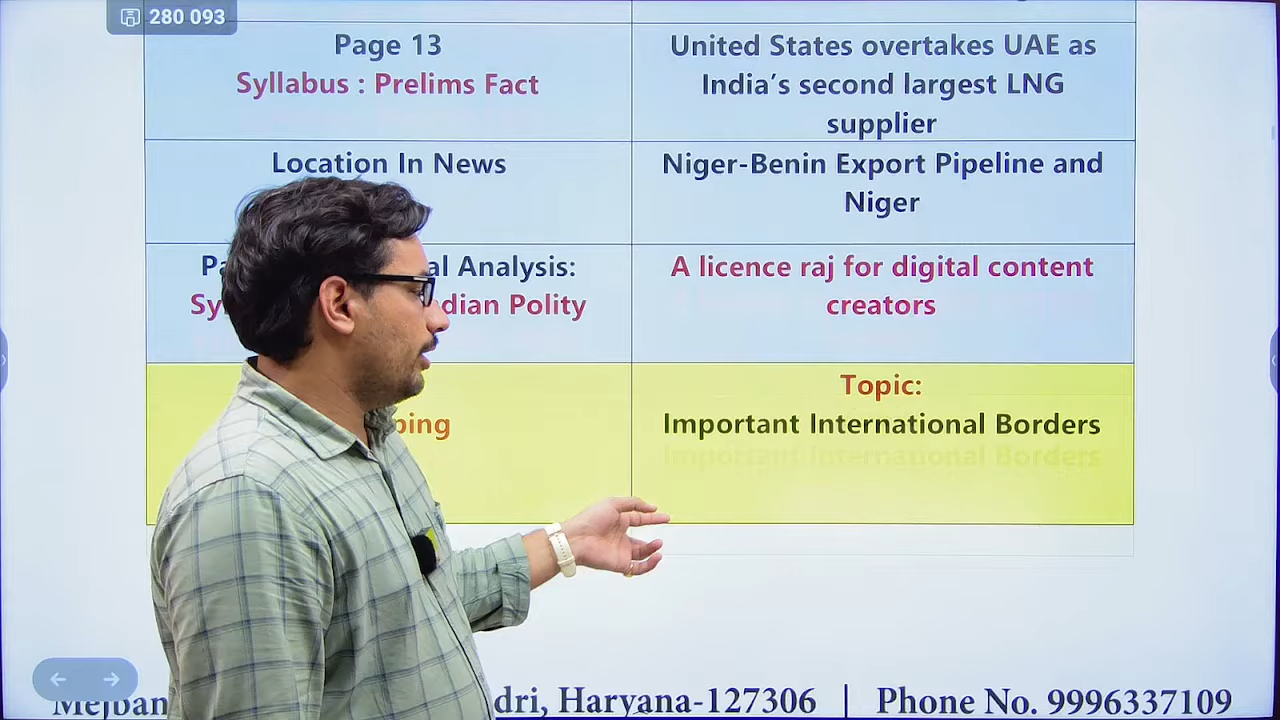 280 093
Page 13
Syllabus : Prelims Fact
United States overtakes UAE as
India's second largest LNG
supplier
Location In News
Niger-Benin Export Pipeline and
Niger
al Analysis:
dian Polity
A licence raj for digital content
creators
Topic:
Important International Borders
Haryana-127306 | Phone No. 9996337109